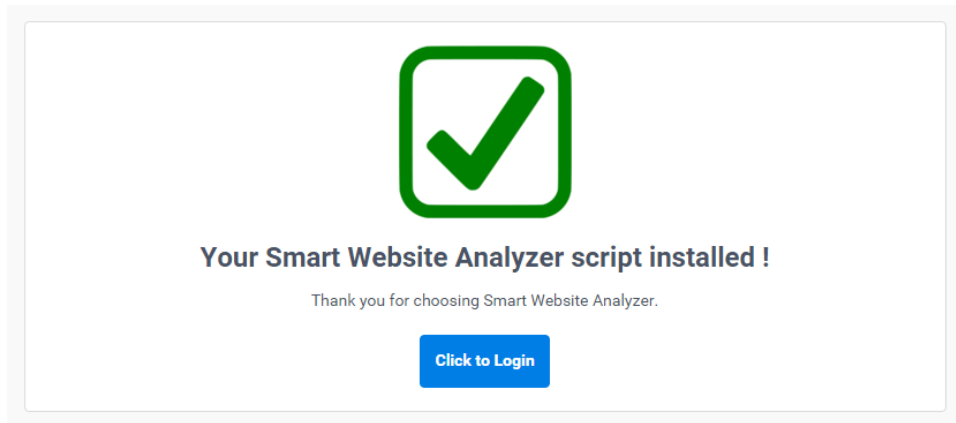 Your Smart Website Analyzer script installed !
Thank you for choosing Smart Website Analyzer.
Click to Login